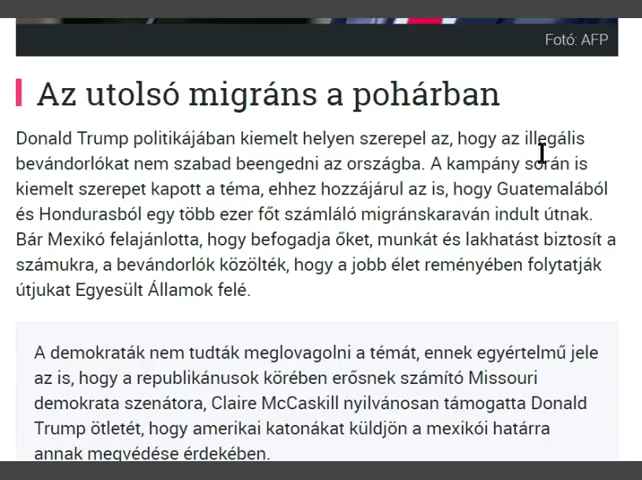 Fotó: AFP
Az utolsó migráns a pohárban
Donald Trump politikájában kiemelt helyen szerepel az, hogy az illegális
bevándorlókat nem szabad beengedni az országba. A kampány során is
kiemelt szerepet kapott a téma, ehhez hozzájárul az is, hogy Guatemalából
és Hondurasból egy több ezer főt számláló migránskaraván indult útnak.
Bár Mexikó felajánlotta, hogy befogadja őket, munkát és lakhatást biztosít a
számukra, a bevándorlók közölték, hogy a jobb élet reményében folytatják
útjukat Egyesült Államok felé.
A demokraták nem tudták meglovagolni a témát, ennek egyértelmű jele
az is, hogy a republikánusok körében erősnek számító Missouri
demokrata szenátora, Claire McCaskill nyilvánosan támogatta Donald
Trump ötletét, hogy amerikai katonákat küldjön a mexikói határra
annak megvédése érdekében.